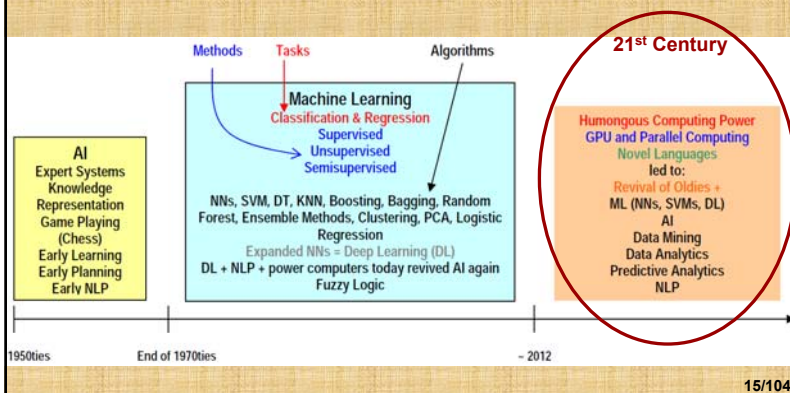 Methods
Tasks
Algorithms
21st Century
AI
Expert Systems
Knowledge
Representation
Game Playing
(Chess)
Early Learning
Early Planning
Early NLP
Machine Learning
Classification & Regression
Supervised
Unsupervised
Semisupervised
NNs, SVM, DT, KNN, Boosting, Bagging, Random
Forest, Ensemble Methods, Clustering, PCA, Logistic
Regression
Expanded NNs = Deep Learning (DL)
DL + NLP + power computers today revived AI again
Fuzzy Logic
Humongous Computing Power
GPU and Parallel Computing
Novel Languages
led to:
Revival of Oldies +
ML (NNs, SVMs, DL)
AI
Data Mining
Data Analytics
Predictive Analytics
NLP
1950ties
End of 1970ties
~ 2012
15/104